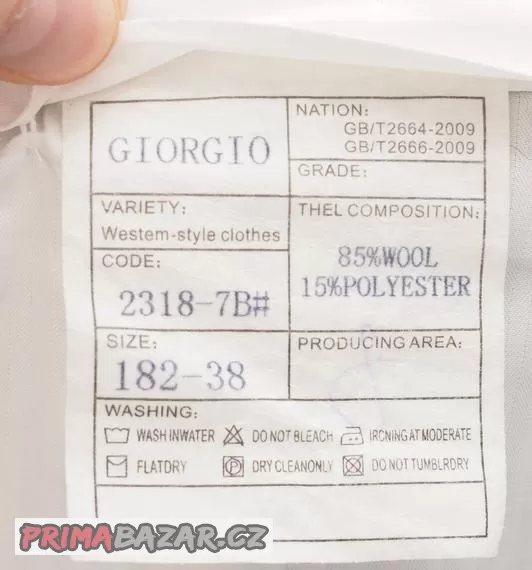 GIORGIO
NATION:
GB/T2664-2009
GB/T2666-2009
GRADE:
VARIETY:
Westem-style clothes
THEL COMPOSITION:
85%WOOL
15%POLYESTER
CODE:
2318-7B#
SIZE:
182-38
PRODUCING AREA:
WASHING:
WASH INWATER DO NOT BLEACH IRCNING AT MODERATE
FLATDRY DRY CLEANONLY DO NOT TUMBLRDRY
PRIMABAZAR.CZ